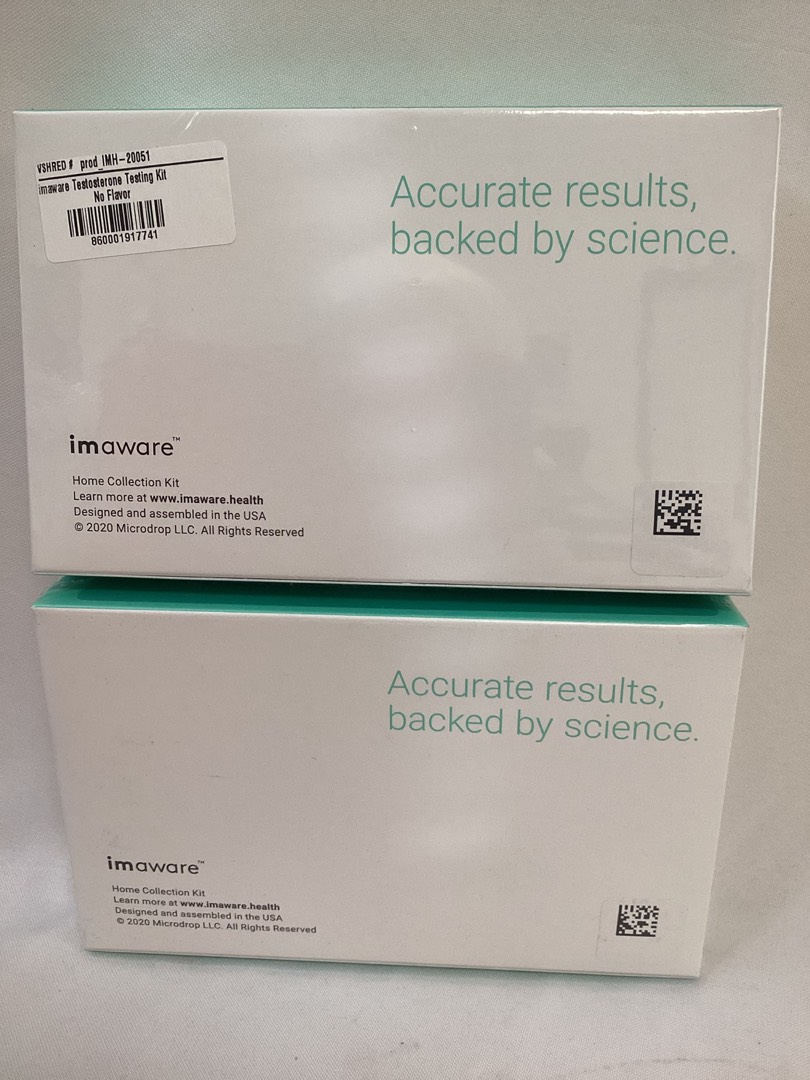 VSHRED # prod_IMH-20051
imaware Testosterone Testing Kit
No Flavor
860001917741
Accurate results,
backed by science.
imaware™
Home Collection Kit
Learn more at www.imaware.health
Designed and assembled in the USA
© 2020 Microdrop LLC. All Rights Reserved
Accurate results,
backed by science.
imaware™
Home Collection Kit
Learn more at www.imaware.health
Designed and assembled in the USA
© 2020 Microdrop LLC. All Rights Reserved